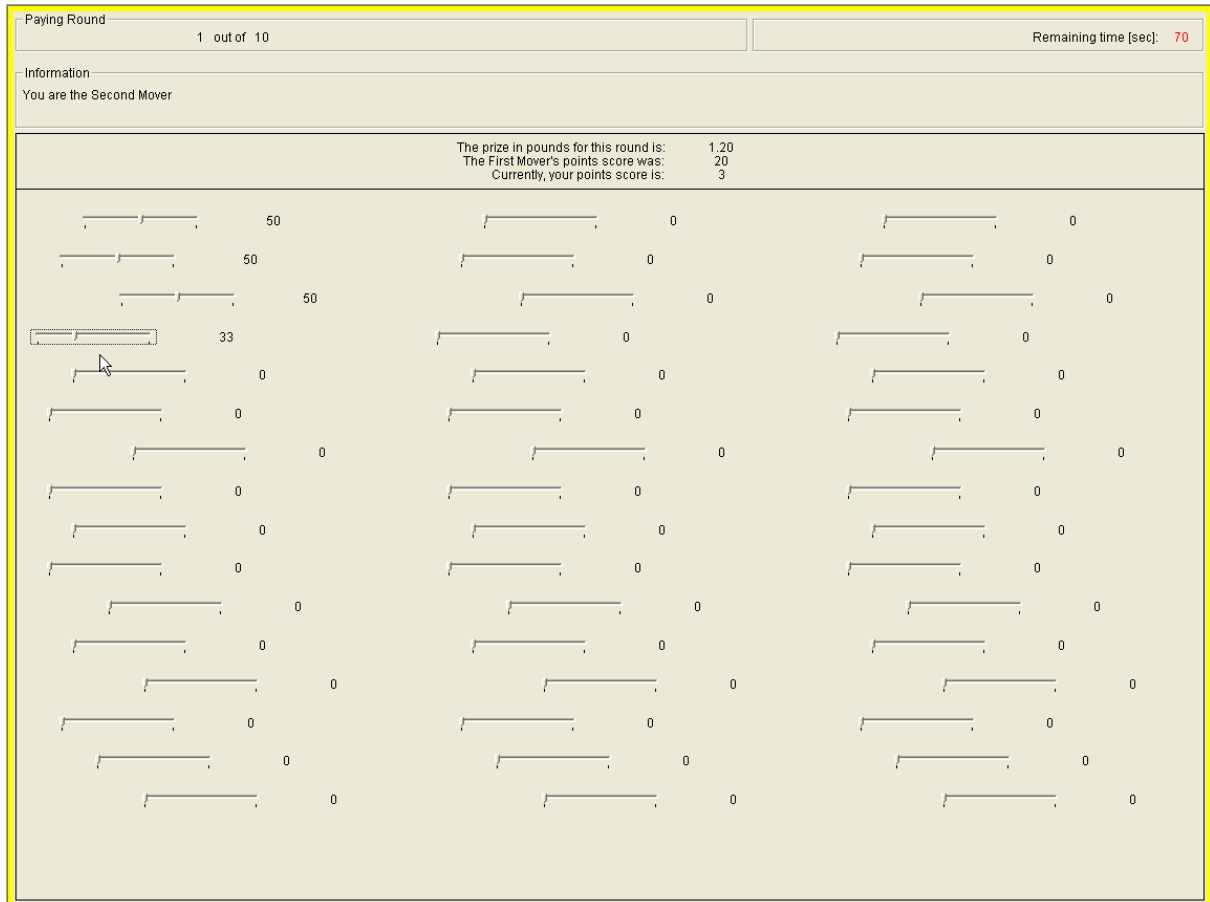 Paying Round
1 out of 10
Remaining time [sec]: 70
Information
You are the Second Mover
The prize in pounds for this round is: 1.20
The First Mover's points score was: 20
Currently, your points score is: 3
50 0 0
50 0 0
50 0 0
33 0 0
0 0 0
0 0 0
0 0 0
0 0 0
0 0 0
0 0 0
0 0 0
0 0 0
0 0 0
0 0 0
0 0 0
0 0 0